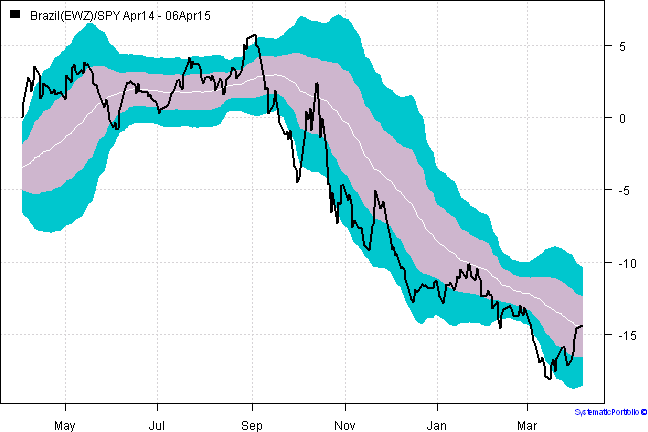 Brazil(EWZ)/SPY Apr14 - 06Apr15
5
0
-5
-10
-15
May Jul Sep Nov Jan Mar
SystematicPortfolio ©